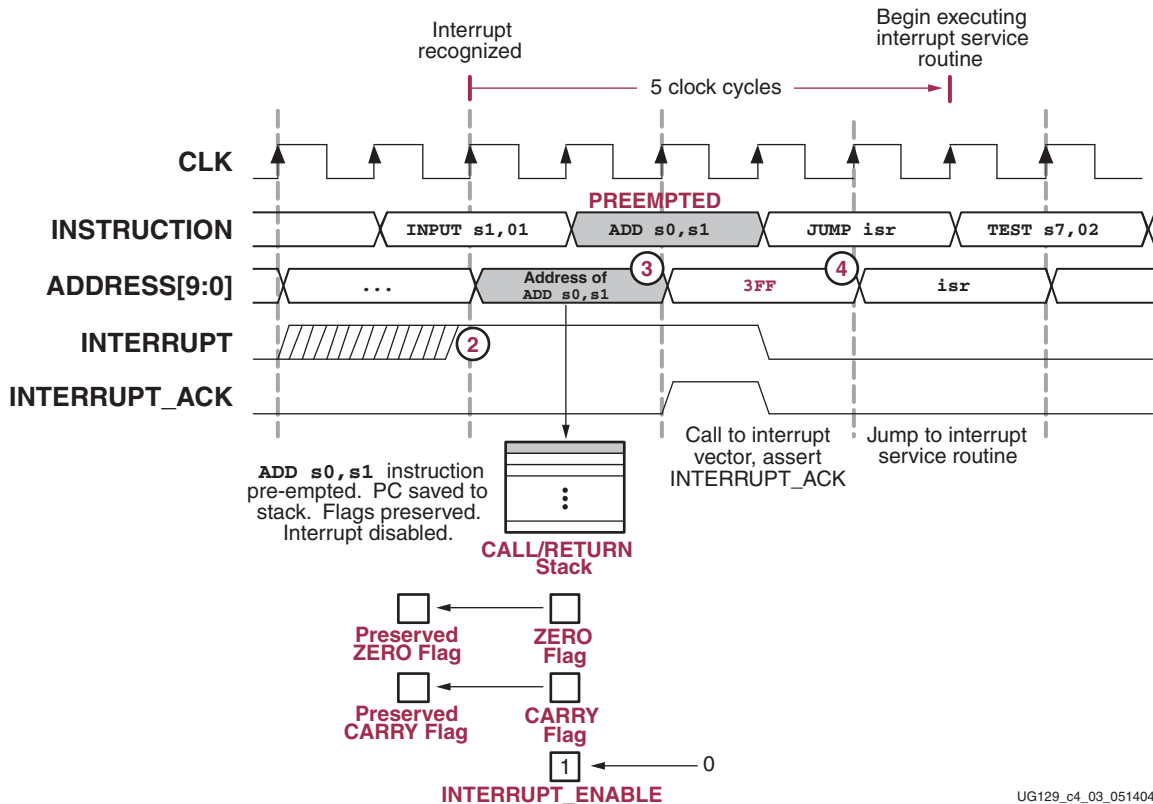 Interrupt
recognized
Begin executing
interrupt service
routine
5 clock cycles
CLK
PREEMPTED
INSTRUCTION
INPUT s1,01
ADD s0,s1
JUMP isr
TEST s7,02
3
4
ADDRESS[9:0]
...
Address of
ADD s0,s1
3FF
isr
INTERRUPT
2
INTERRUPT_ACK
ADD s0,s1 instruction
pre-empted. PC saved to
stack. Flags preserved.
Interrupt disabled.
Call to interrupt
vector, assert
INTERRUPT_ACK
Jump to interrupt
service routine
CALL/RETURN
Stack
Preserved
ZERO Flag
ZERO
Flag
Preserved
CARRY Flag
CARRY
Flag
1
0
INTERRUPT_ENABLE
UG129_c4_03_051404